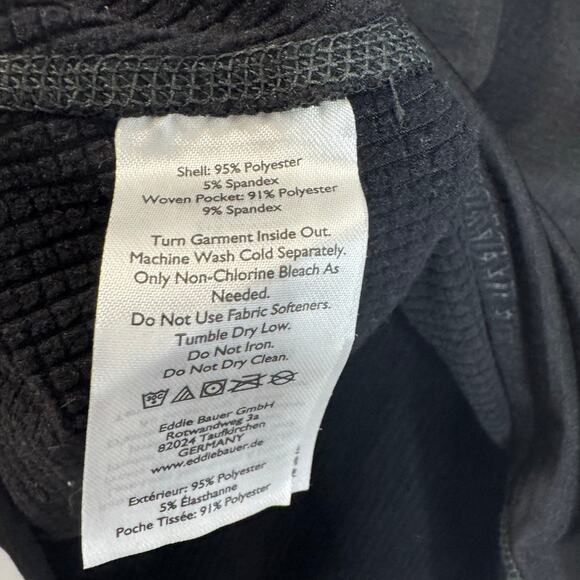 Shell: 95% Polyester
5% Spandex
Woven Pocket: 91% Polyester
9% Spandex
Turn Garment Inside Out.
Machine Wash Cold Separately.
Only Non-Chlorine Bleach As
Needed.
Do Not Use Fabric Softeners.
Tumble Dry Low.
Do Not Iron.
Do Not Dry Clean.
30C
Eddie Bauer GmbH
Rotwandweg 3a
82024 Taufkirchen
GERMANY
www.eddiebauer.de
Extérieur: 95% Polyester
5% Élasthanne
Poche Tissée: 91% Polyester